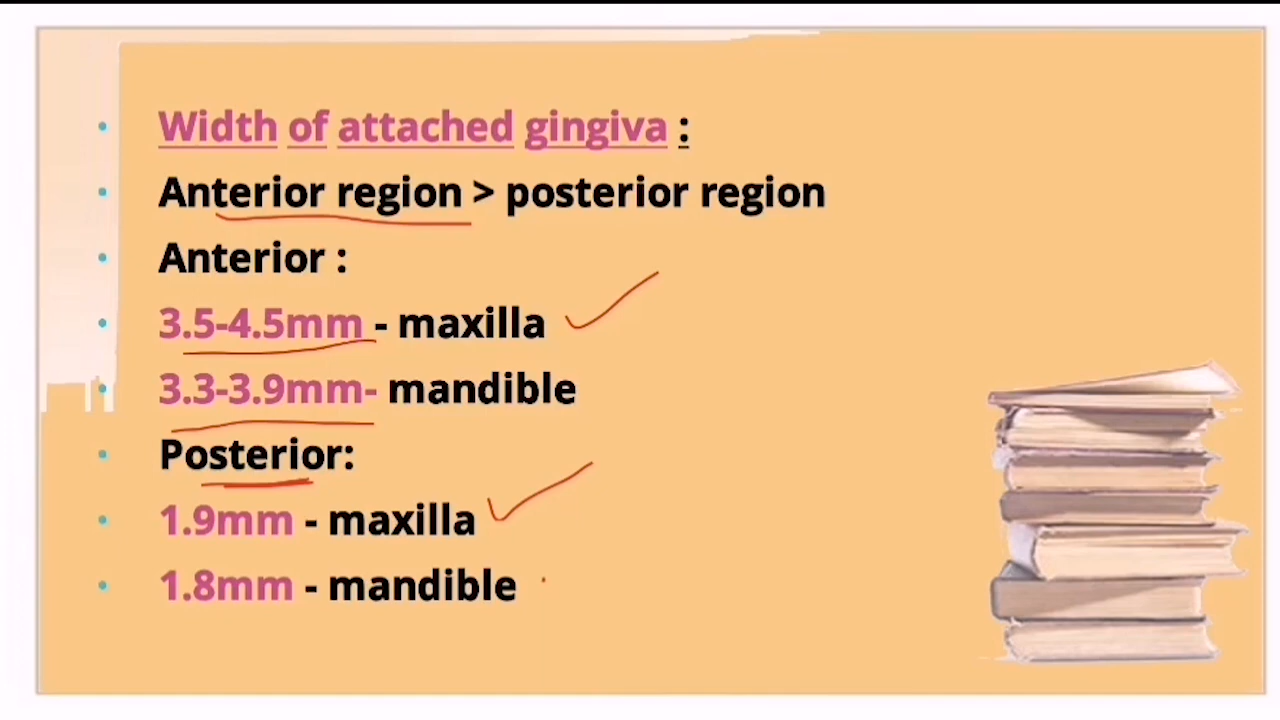 Width of attached gingiva :
Anterior region > posterior region
Anterior :
3.5-4.5mm - maxilla
3.3-3.9mm- mandible
Posterior:
1.9mm - maxilla
1.8mm - mandible